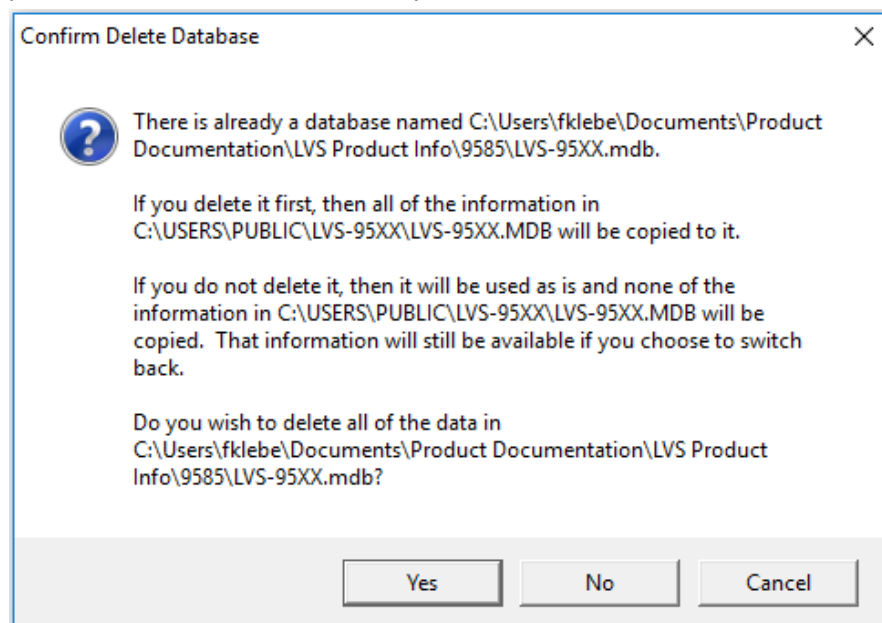 Confirm Delete Database
There is already a database named C:\Users\fklebe\Documents\Product
Documentation\LVS Product Info\9585\LVS-95XX.mdb.
If you delete it first, then all of the information in
C:\USERS\PUBLIC\LVS-95XX\LVS-95XX.MDB will be copied to it.
If you do not delete it, then it will be used as is and none of the
information in C:\USERS\PUBLIC\LVS-95XX\LVS-95XX.MDB will be
copied.  That information will still be available if you choose to switch
back.
Do you wish to delete all of the data in
C:\Users\fklebe\Documents\Product Documentation\LVS Product
Info\9585\LVS-95XX.mdb?
Yes No Cancel